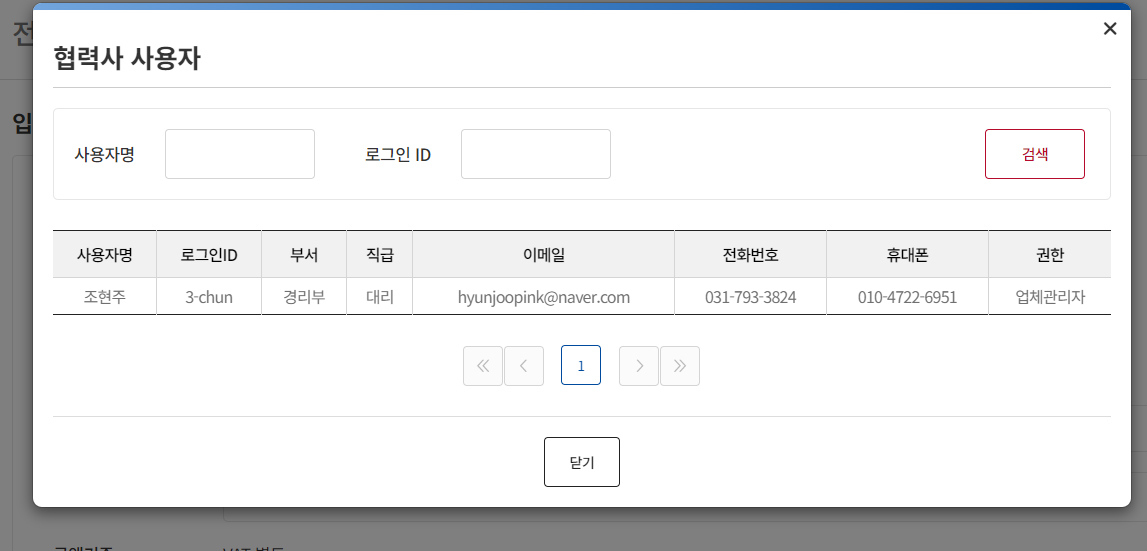 전
협력사 사용자
입
사용자명 로그인 ID 검색
사용자명 로그인ID 부서 직급 이메일 전화번호 휴대폰 권한
조현주 3-chun 경리부 대리 hyunjoopink@naver.com 031-793-3824 010-4722-6951 업체관리자
1
닫기